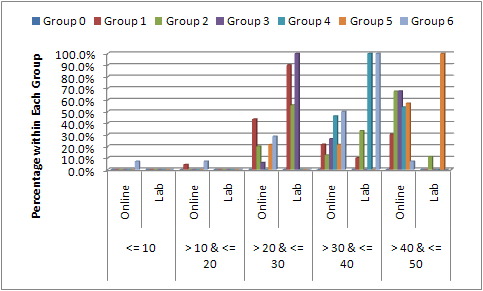 Group 0 Group 1 Group 2 Group 3 Group 4 Group 5 Group 6
Percentage within Each Group
100.0%
90.0%
80.0%
70.0%
60.0%
50.0%
40.0%
30.0%
20.0%
10.0%
0.0%
Online Lab Online Lab Online Lab Online Lab Online Lab
<= 10 > 10 & <= > 20 & <= > 30 & <= > 40 & <=
20 30 40 50